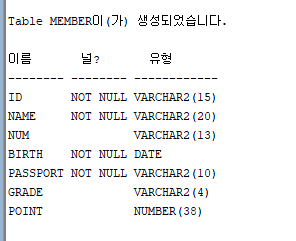 Table MEMBER이(가) 생성되었습니다.
이름       널?       유형
-------- -------- ------------
ID       NOT NULL VARCHAR2(15)
NAME     NOT NULL VARCHAR2(20)
NUM               VARCHAR2(13)
BIRTH    NOT NULL DATE
PASSPORT NOT NULL VARCHAR2(10)
GRADE             VARCHAR2(4)
POINT             NUMBER(38)